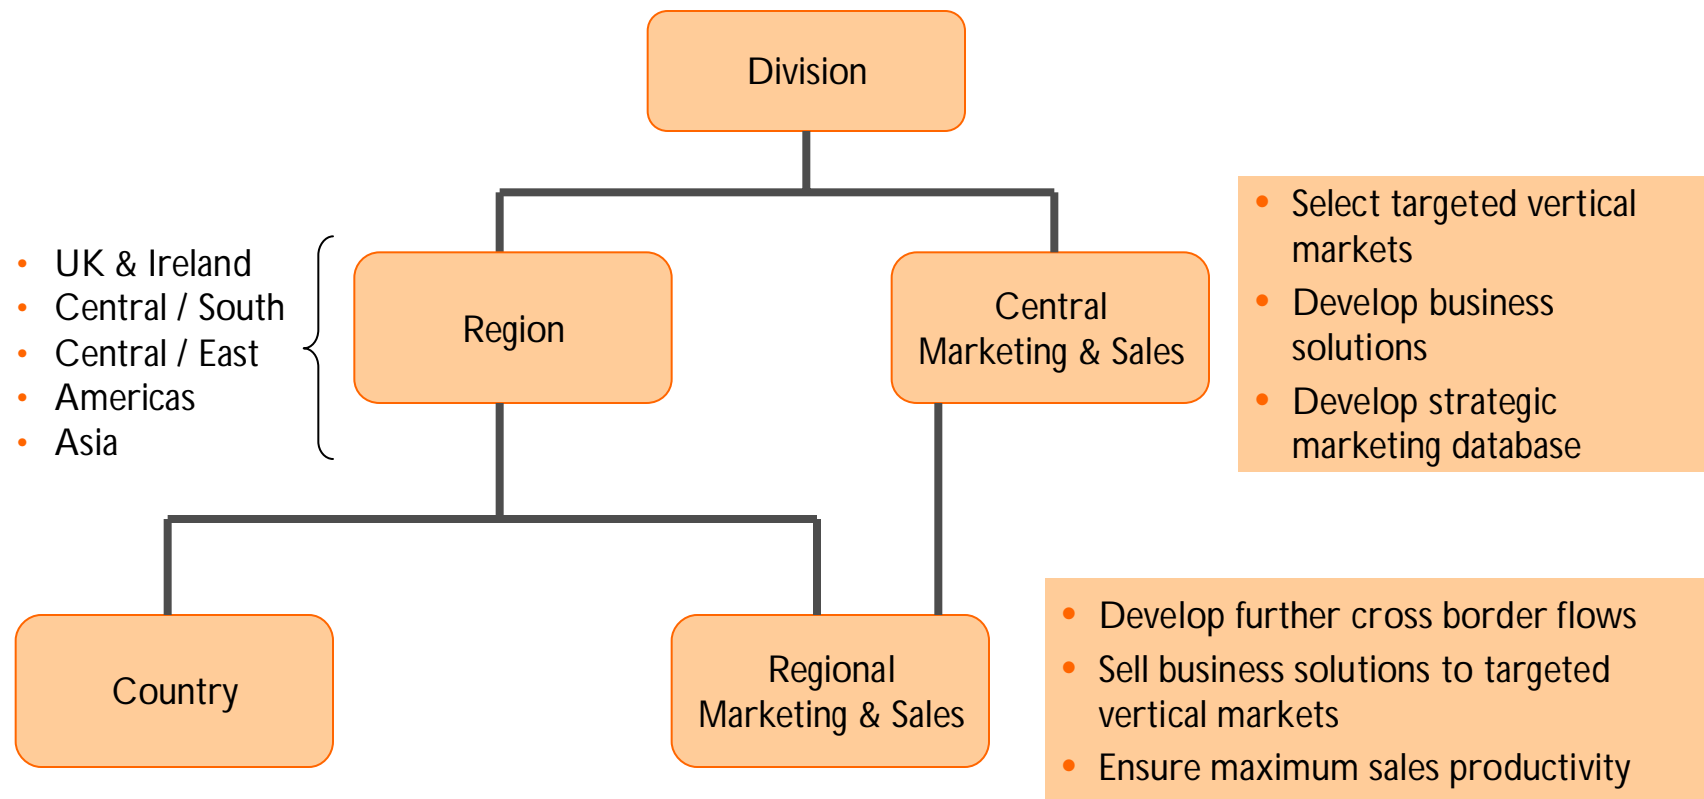 Division
• UK & Ireland
• Central / South
• Central / East
• Americas
• Asia
Region
Central
Marketing & Sales
• Select targeted vertical
markets
• Develop business
solutions
• Develop strategic
marketing database
Country
Regional
Marketing & Sales
• Develop further cross border flows
• Sell business solutions to targeted
vertical markets
• Ensure maximum sales productivity